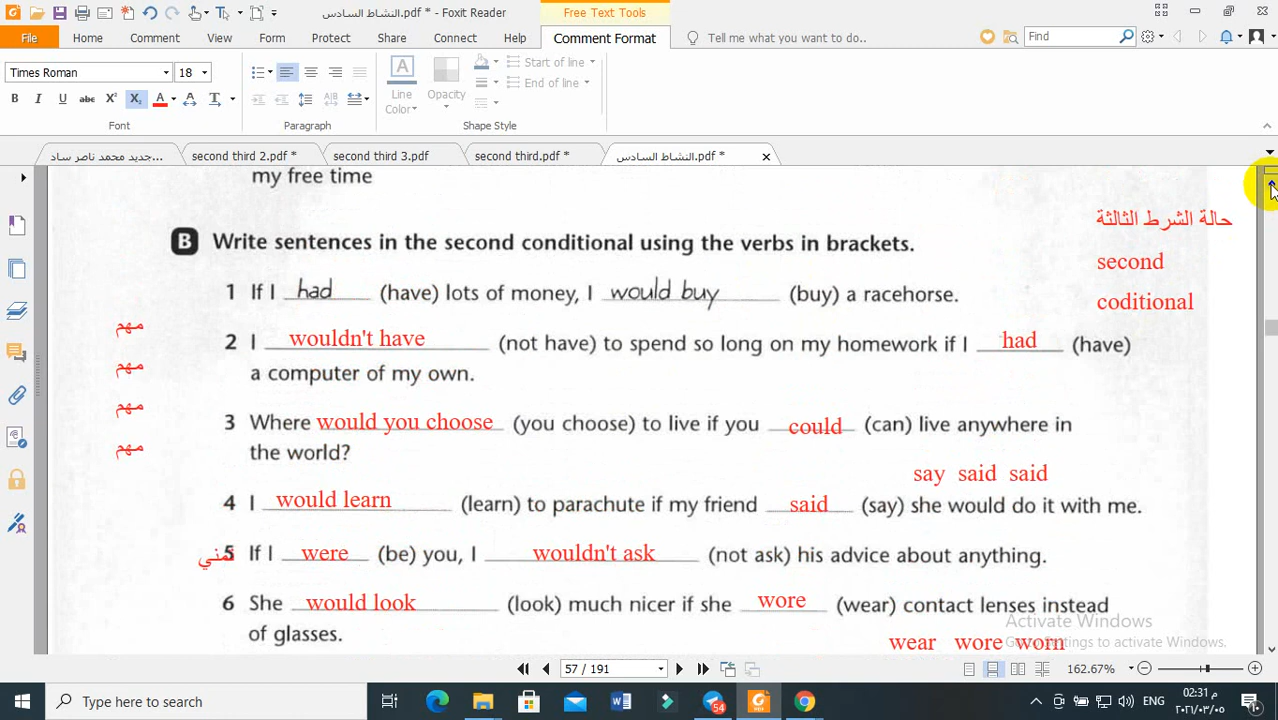 النشاط السادس.pdf * - Foxit Reader
Free Text Tools
File Home Comment View Form Protect Share Connect Help Comment Format Tell me what you want to do.. Find
Times Roman 18
Line Color
Opacity
Start of line
End of line
Font Paragraph Shape Style
جديد محمد ناصر ساد...
second third 2.pdf *
second third 3.pdf
second third.pdf *
النشاط السادس.pdf *
my free time
حالة الشرط الثالثة
B Write sentences in the second conditional using the verbs in brackets.
second
coditional
1 If I had (have) lots of money, I would buy (buy) a racehorse.
مهم
2 I wouldn't have (not have) to spend so long on my homework if I had (have)
مهم
a computer of my own.
مهم
3 Where would you choose (you choose) to live if you could (can) live anywhere in
مهم
the world?
say said said
4 I would learn (learn) to parachute if my friend said (say) she would do it with me.
5 If I were (be) you, I wouldn't ask (not ask) his advice about anything.
6 She would look (look) much nicer if she wore (wear) contact lenses instead
of glasses.
wear wore worn
Activate Windows
Go to Settings to activate Windows.
57 / 191
162.67%
Type here to search
54
ENG
02:31 م
٢٠٢١/٠٣/٠٥